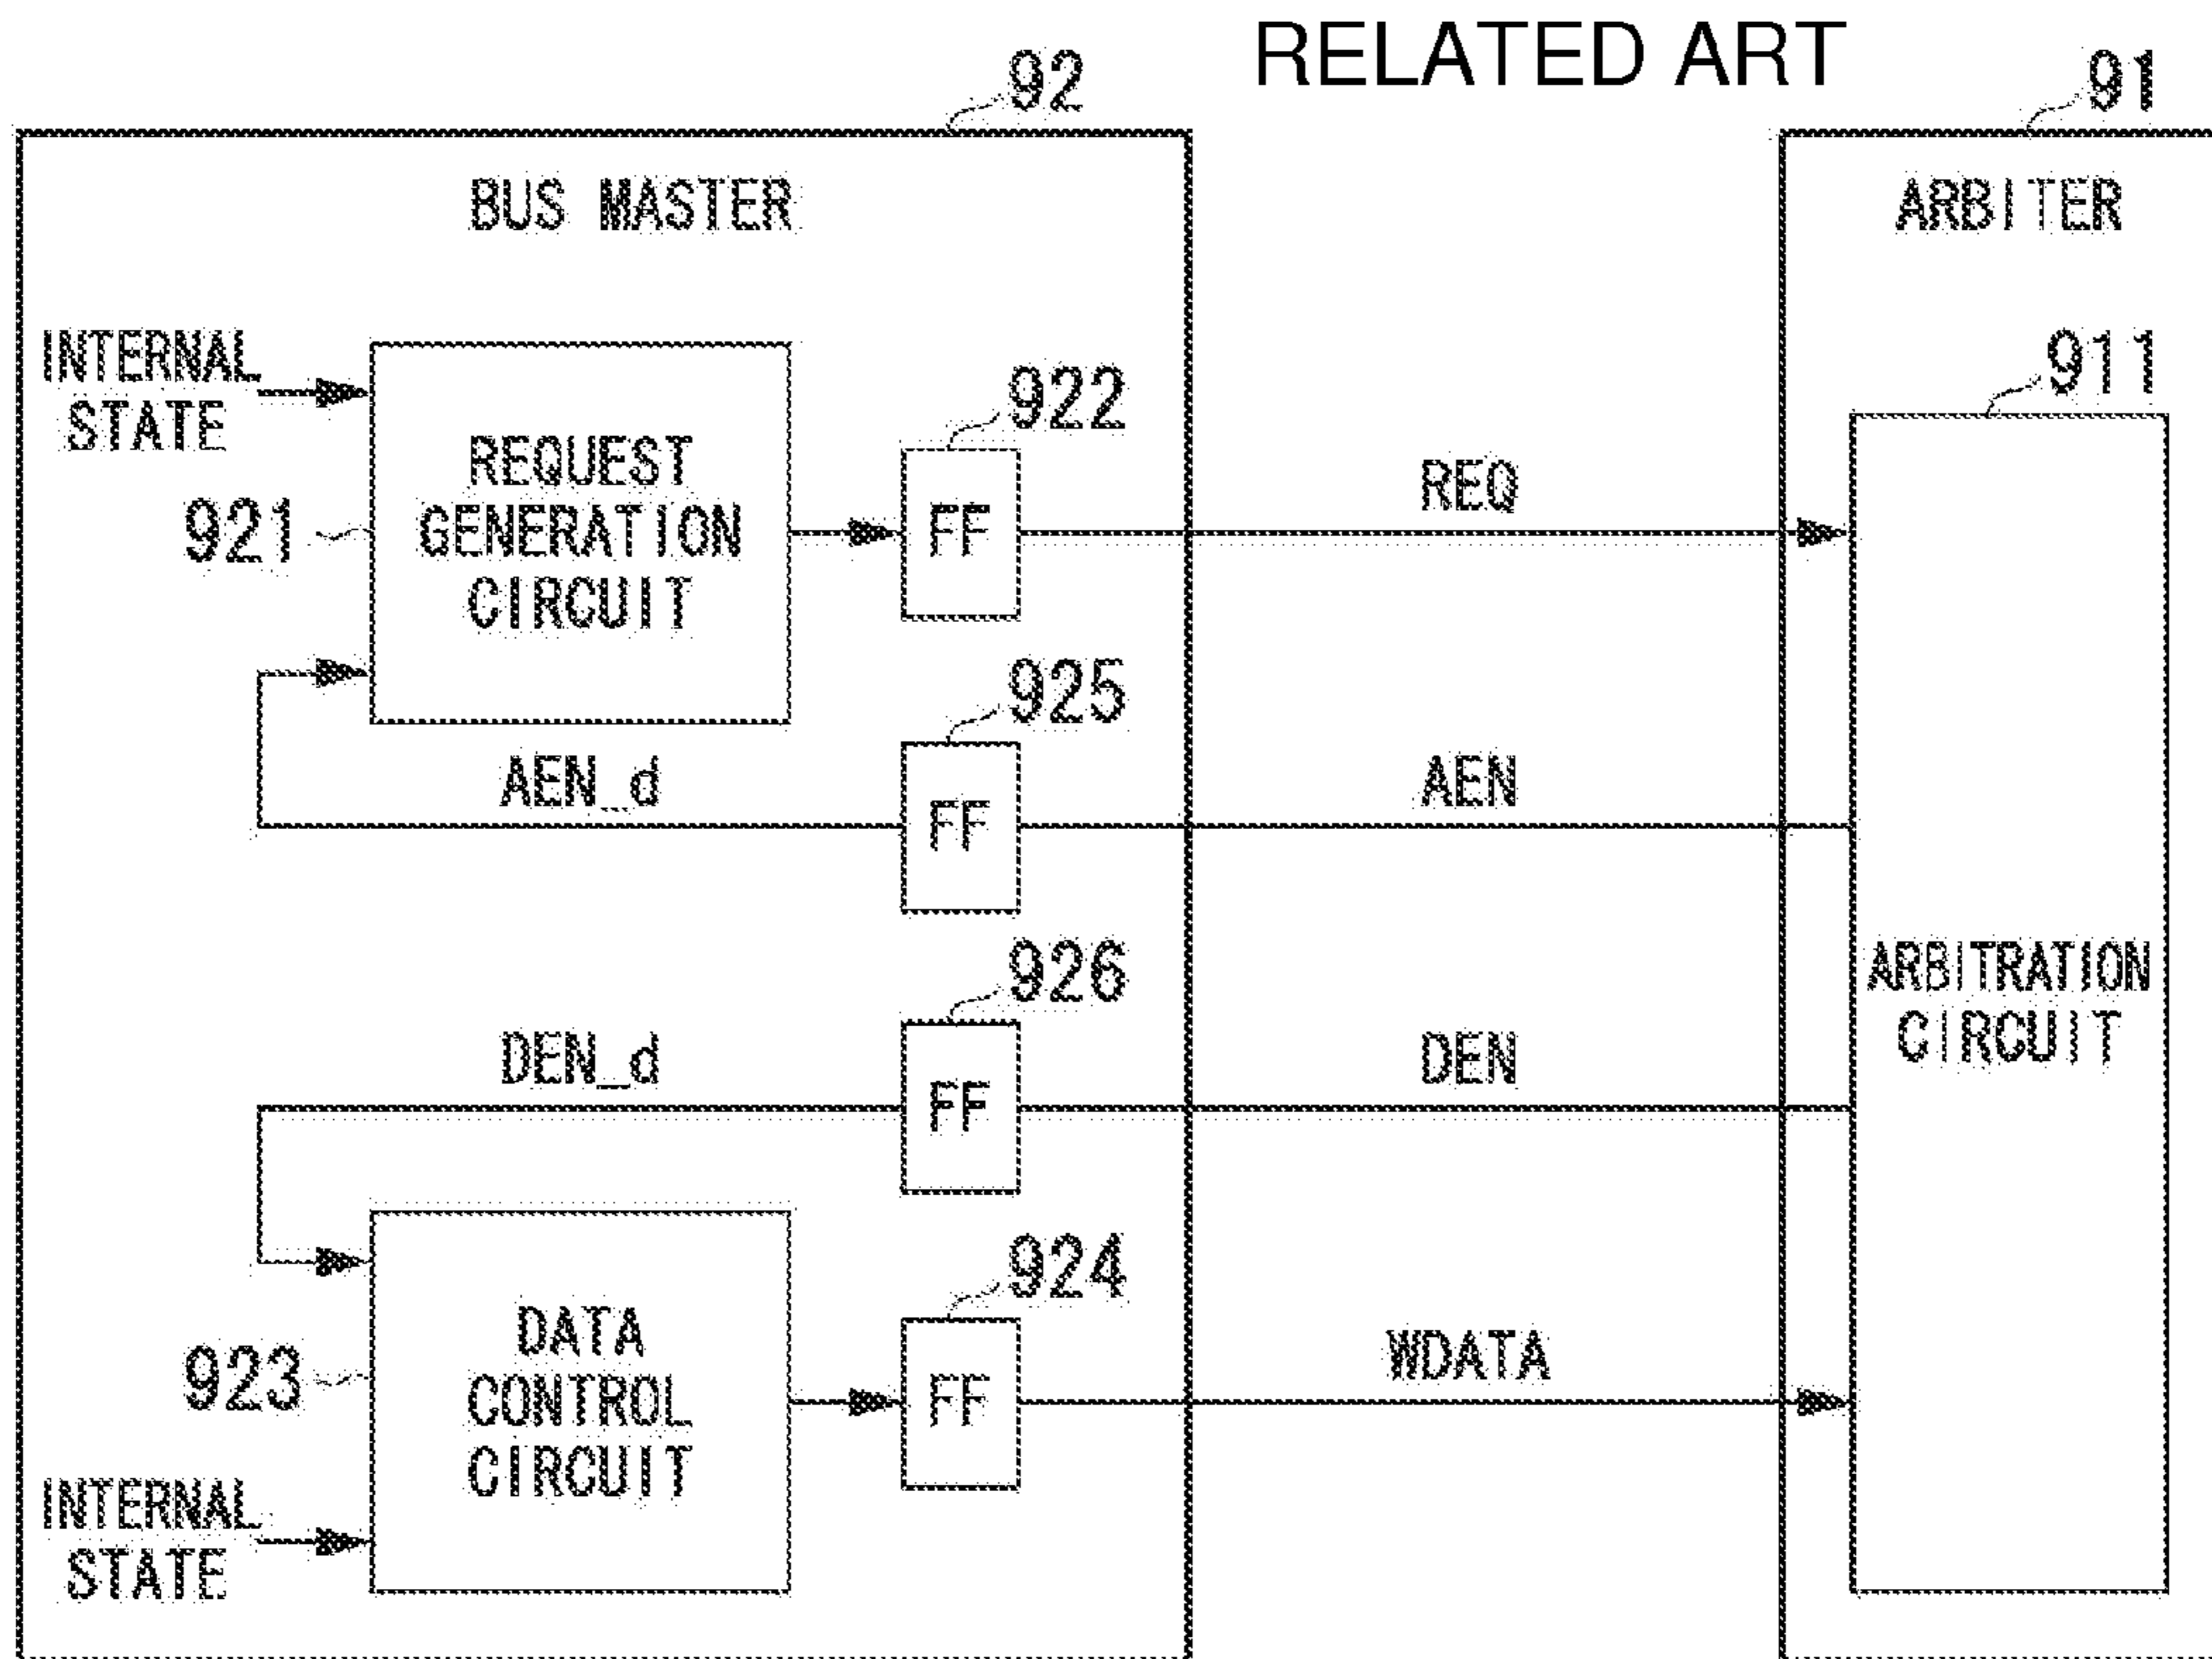 RELATED ART
92
91
BUS MASTER
ARBITER
INTERNAL
STATE
921
REQUEST
GENERATION
CIRCUIT
922
FF
REQ
911
925
AEN_d
FF
AEN
926
DEN_d
FF
DEN
ARBITRATION
CIRCUIT
923
DATA
CONTROL
CIRCUIT
924
FF
WDATA
INTERNAL
STATE